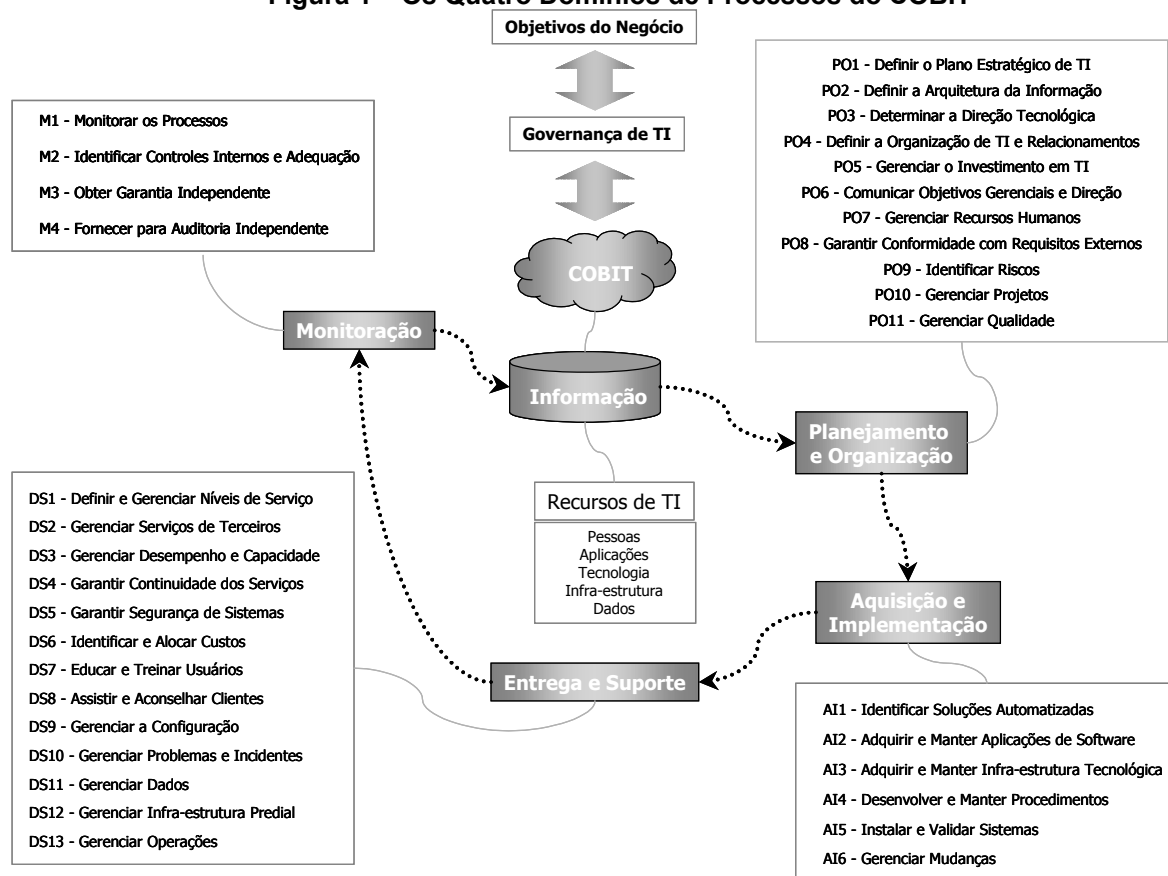 Figura 1 – Os Quatro Domínios de Processos do COBIT
Objetivos do Negócio
Governança de TI
COBIT
M1 - Monitorar os Processos
M2 - Identificar Controles Internos e Adequação
M3 - Obter Garantia Independente
M4 - Fornecer para Auditoria Independente
PO1 - Definir o Plano Estratégico de TI
PO2 - Definir a Arquitetura da Informação
PO3 - Determinar a Direção Tecnológica
PO4 - Definir a Organização de TI e Relacionamentos
PO5 - Gerenciar o Investimento em TI
PO6 - Comunicar Objetivos Gerenciais e Direção
PO7 - Gerenciar Recursos Humanos
PO8 - Garantir Conformidade com Requisitos Externos
PO9 - Identificar Riscos
PO10 - Gerenciar Projetos
PO11 - Gerenciar Qualidade
Monitoração
Informação
Planejamento
e Organização
Recursos de TI
Pessoas
Aplicações
Tecnologia
Infra-estrutura
Dados
DS1 - Definir e Gerenciar Níveis de Serviço
DS2 - Gerenciar Serviços de Terceiros
DS3 - Gerenciar Desempenho e Capacidade
DS4 - Garantir Continuidade dos Serviços
DS5 - Garantir Segurança de Sistemas
DS6 - Identificar e Alocar Custos
DS7 - Educar e Treinar Usuários
DS8 - Assistir e Aconselhar Clientes
DS9 - Gerenciar a Configuração
DS10 - Gerenciar Problemas e Incidentes
DS11 - Gerenciar Dados
DS12 - Gerenciar Infra-estrutura Predial
DS13 - Gerenciar Operações
Aquisição e
Implementação
Entrega e Suporte
AI1 - Identificar Soluções Automatizadas
AI2 - Adquirir e Manter Aplicações de Software
AI3 - Adquirir e Manter Infra-estrutura Tecnológica
AI4 - Desenvolver e Manter Procedimentos
AI5 - Instalar e Validar Sistemas
AI6 - Gerenciar Mudanças